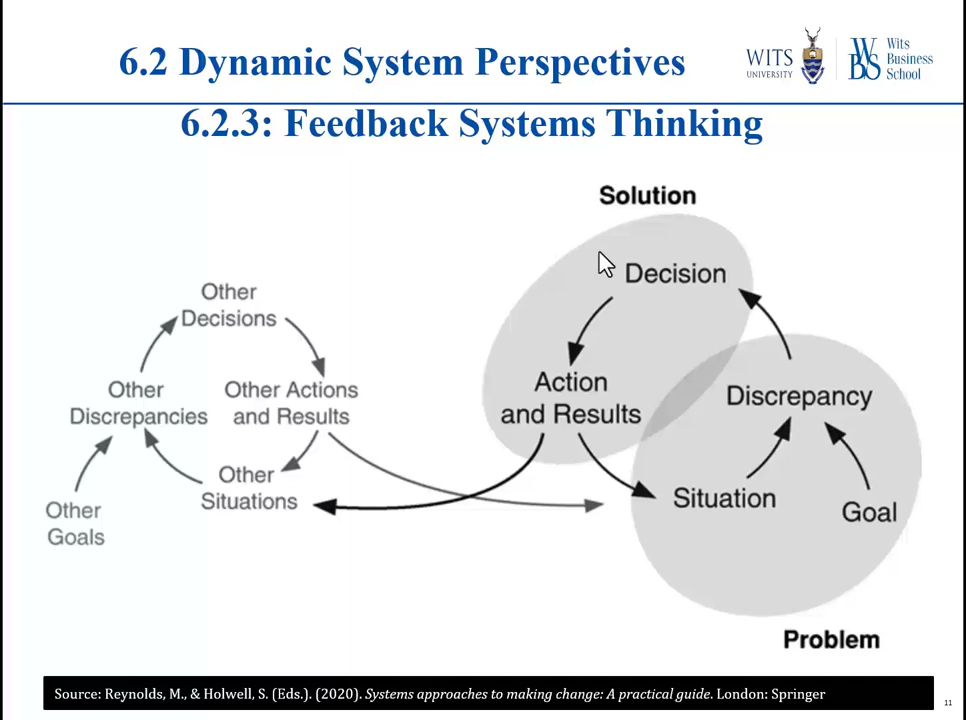 6.2 Dynamic System Perspectives
WITS
UNIVERSITY
Wits
Business
School
WBS
6.2.3: Feedback Systems Thinking
Solution
Decision
Action
and Results
Discrepancy
Situation
Goal
Problem
Other
Decisions
Other
Discrepancies
Other Actions
and Results
Other
Situations
Other
Goals
Source: Reynolds, M., & Holwell, S. (Eds.). (2020). Systems approaches to making change: A practical guide. London: Springer
11